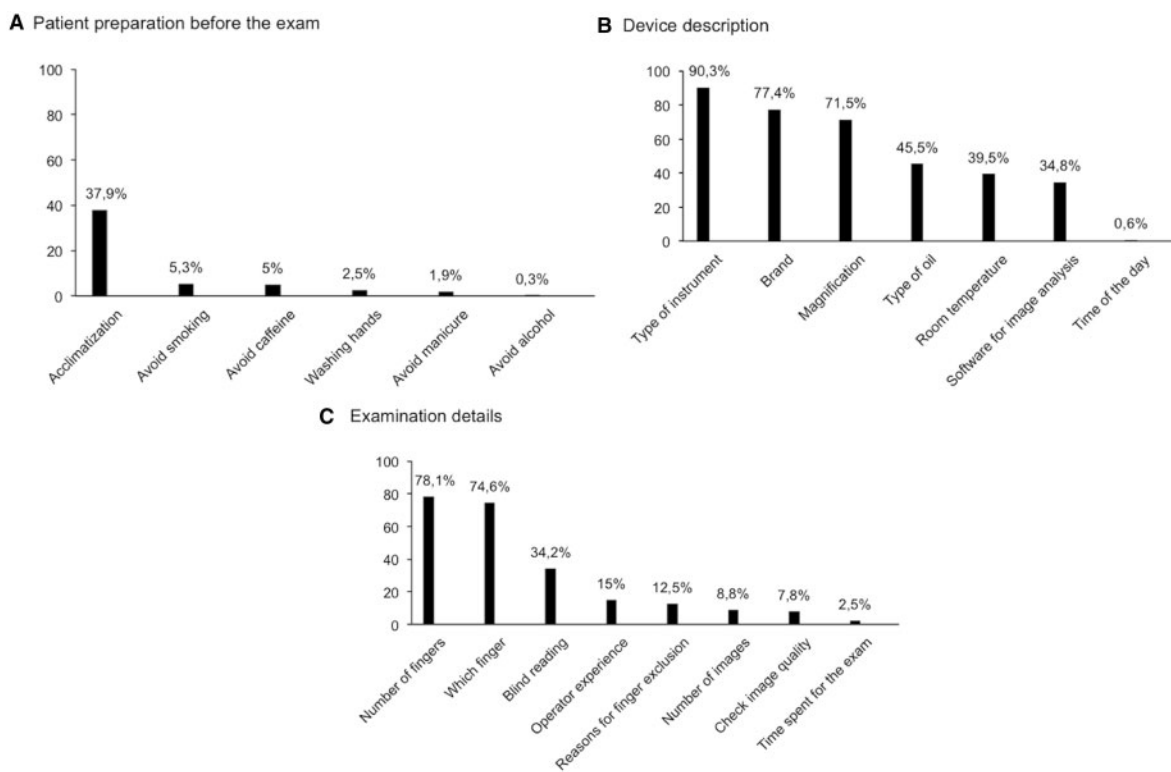 A Patient preparation before the exam
100
80
60
40
20
0
37,9%
5,3%
5%
2,5%
1,9%
0,3%
Acclimatization
Avoid smoking
Avoid caffeine
Washing hands
Avoid manicure
Avoid alcohol
B Device description
100
80
60
40
20
0
90,3%
77,4%
71,5%
45,5%
39,5%
34,8%
0,6%
Type of instrument
Brand
Magnification
Type of oil
Room temperature
Software for image analysis
Time of the day
C Examination details
100
80
60
40
20
0
78,1%
74,6%
34,2%
15%
12,5%
8,8%
7,8%
2,5%
Number of fingers
Which finger
Blind reading
Operator experience
Reasons for finger exclusion
Number of images
Check image quality
Time spent for the exam